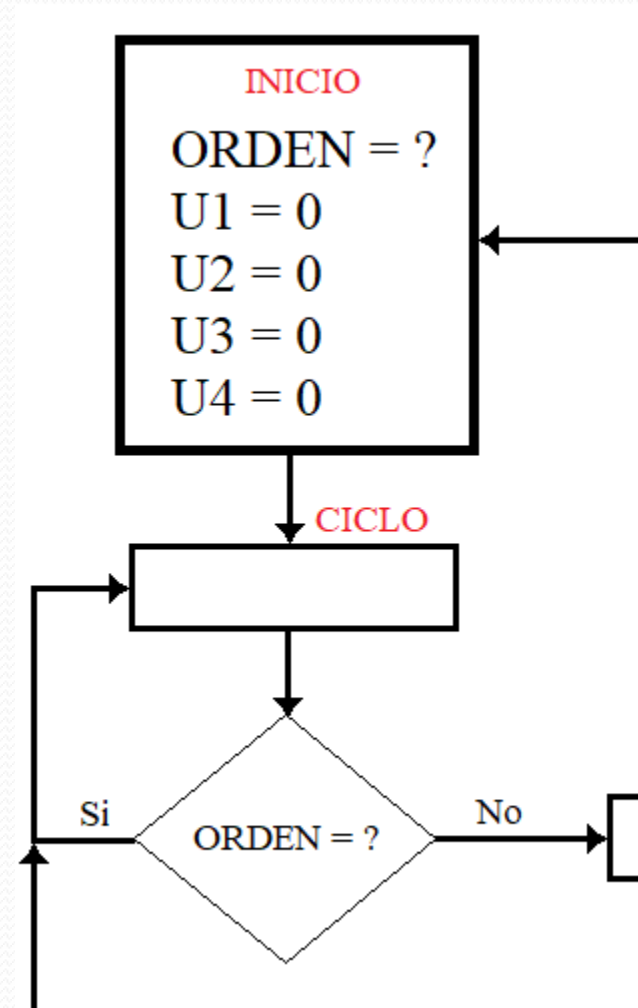 INICIO
ORDEN = ?
U1 = 0
U2 = 0
U3 = 0
U4 = 0
CICLO
Si
ORDEN = ?
No